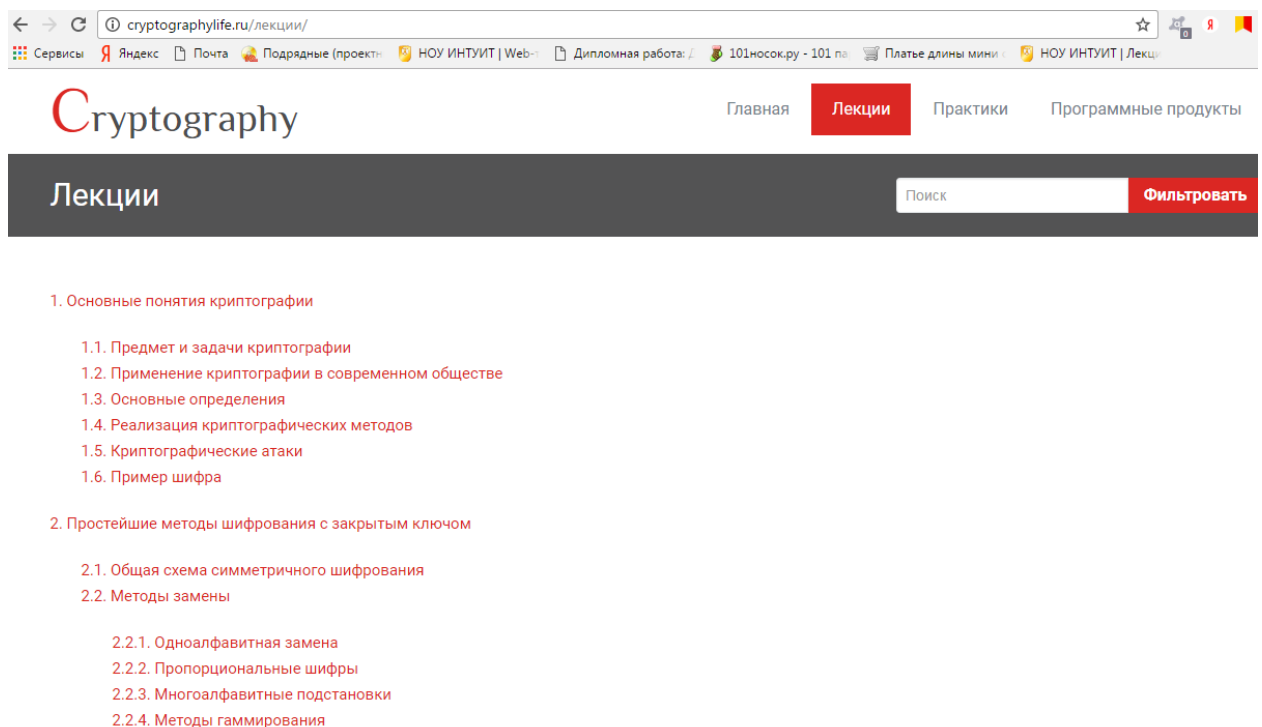 cryptographylife.ru/лекции/
Сервисы Яндекс Почта Подрядные (проектн НОУ ИНТУИТ | Web- Дипломная работа: 101носок.ру - 101 па Платье длины мини НОУ ИНТУИТ | Лекц
Cryptography
Главная Лекции Практики Программные продукты
Лекции
Поиск Фильтровать
1. Основные понятия криптографии
1.1. Предмет и задачи криптографии
1.2. Применение криптографии в современном обществе
1.3. Основные определения
1.4. Реализация криптографических методов
1.5. Криптографические атаки
1.6. Пример шифра
2. Простейшие методы шифрования с закрытым ключом
2.1. Общая схема симметричного шифрования
2.2. Методы замены
2.2.1. Одноалфавитная замена
2.2.2. Пропорциональные шифры
2.2.3. Многоалфавитные подстановки
2.2.4. Методы гаммирования